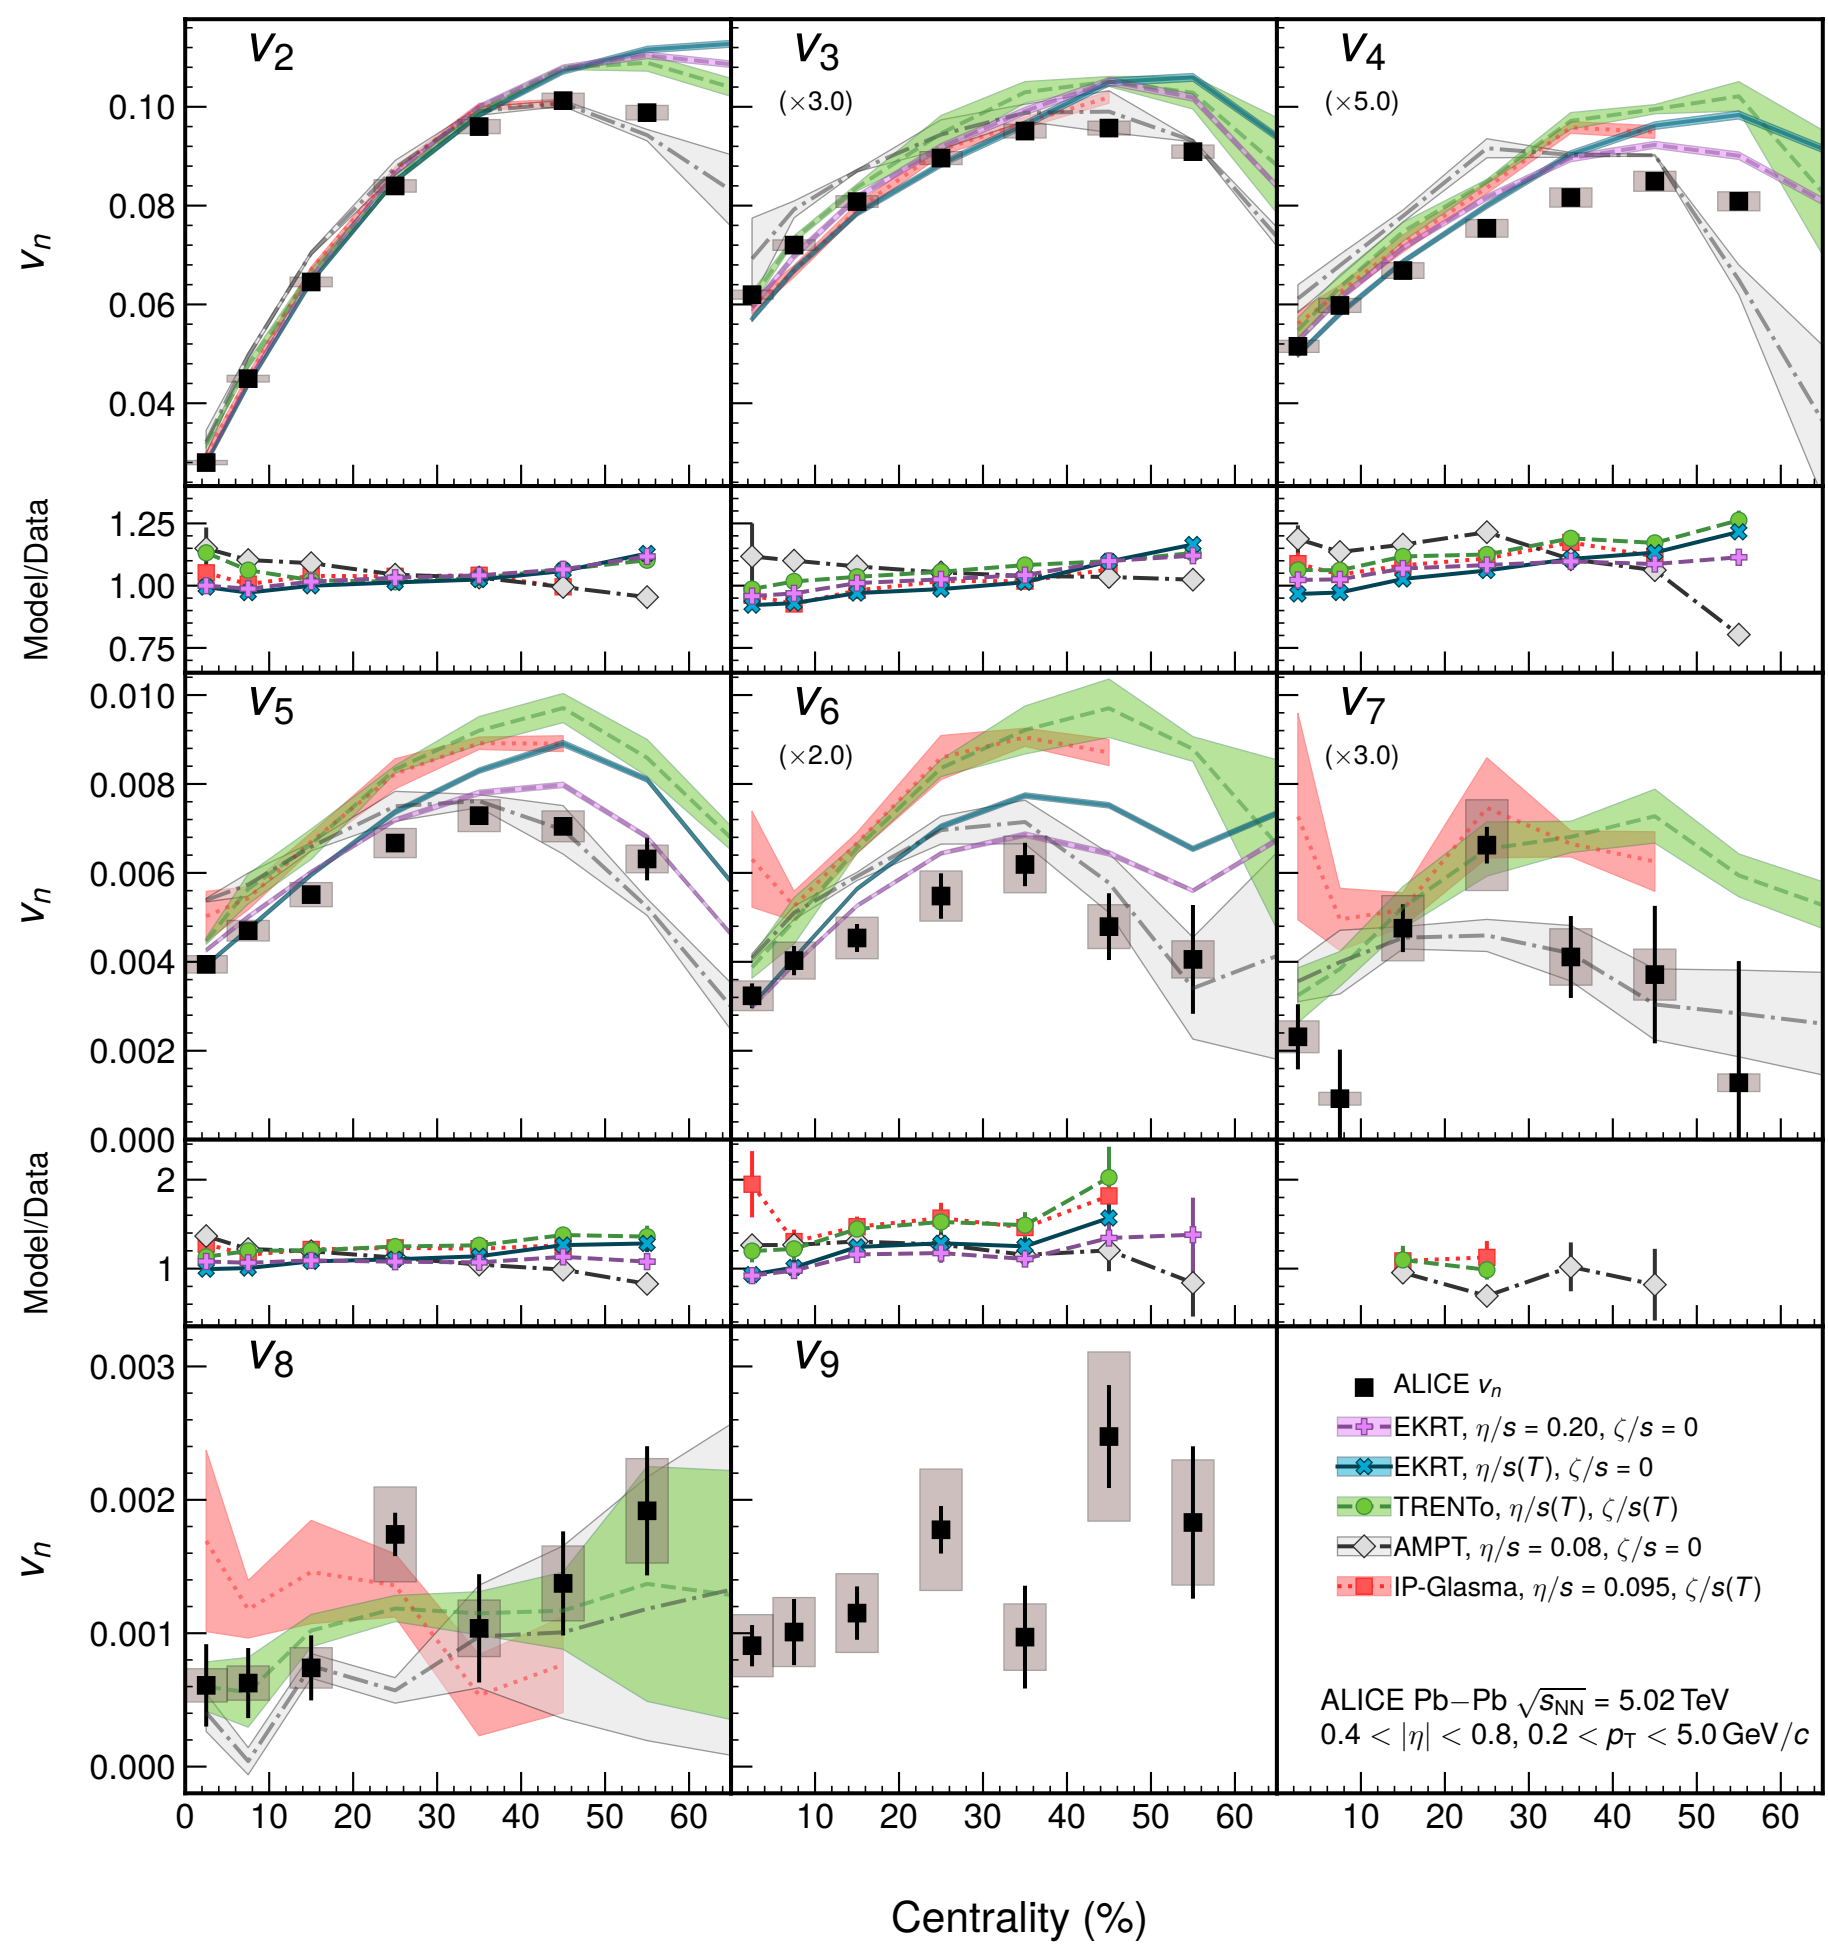 v2
v3
v4
(×3.0)
(×5.0)
vn
0.10
0.08
0.06
0.04
Model/Data
1.25
1.00
0.75
v5
v6
v7
(×2.0)
(×3.0)
vn
0.010
0.008
0.006
0.004
0.002
0.000
Model/Data
2
1
v8
v9
vn
0.003
0.002
0.001
0.000
ALICE vn
EKRT, η/s = 0.20, ζ/s = 0
EKRT, η/s(T), ζ/s = 0
TRENTo, η/s(T), ζ/s(T)
AMPT, η/s = 0.08, ζ/s = 0
IP-Glasma, η/s = 0.095, ζ/s(T)
ALICE Pb−Pb √sNN = 5.02 TeV
0.4 < |η| < 0.8, 0.2 < pT < 5.0 GeV/c
0 10 20 30 40 50 60 10 20 30 40 50 60 10 20 30 40 50 60
Centrality (%)